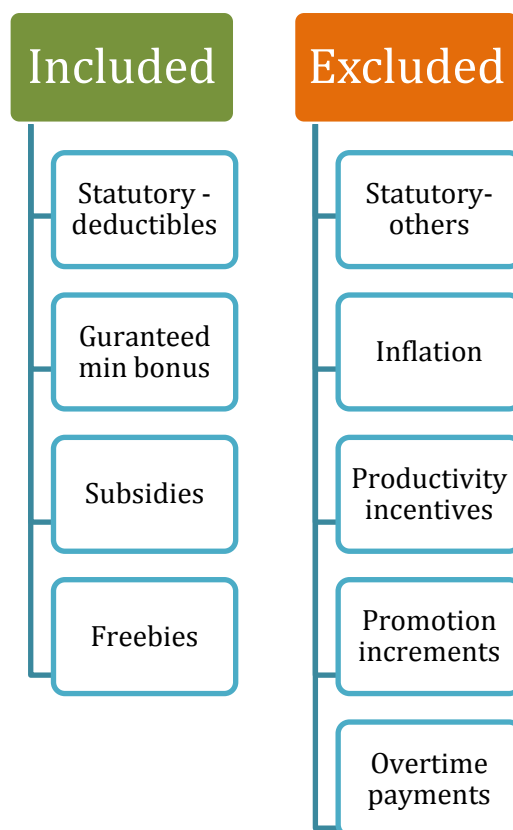 Included
Statutory -
deductibles
Guranteed
min bonus
Subsidies
Freebies
Excluded
Statutory-
others
Inflation
Productivity
incentives
Promotion
increments
Overtime
payments